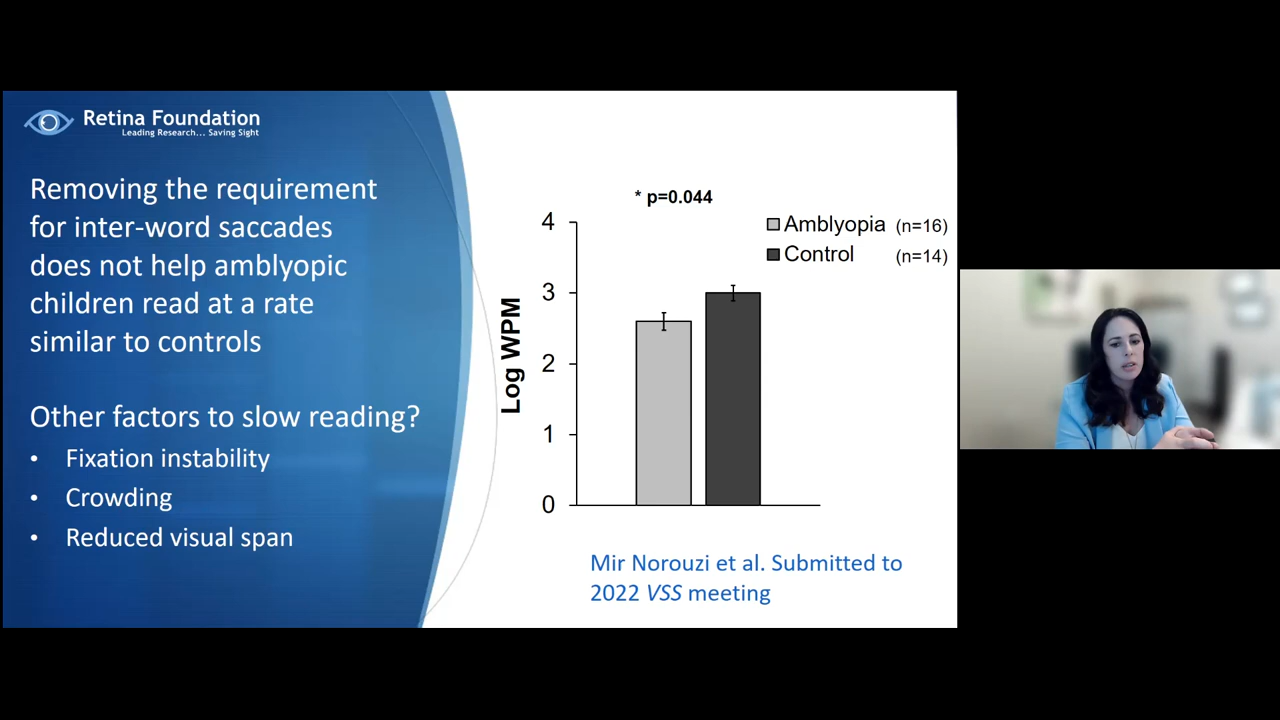 Retina Foundation
Leading Research... Saving Sight
Removing the requirement
for inter-word saccades
does not help amblyopic
children read at a rate
similar to controls
Other factors to slow reading?
• Fixation instability
• Crowding
• Reduced visual span
* p=0.044
Amblyopia (n=16)
Control (n=14)
Log WPM
4
3
2
1
0
Mir Norouzi et al. Submitted to
2022 VSS meeting